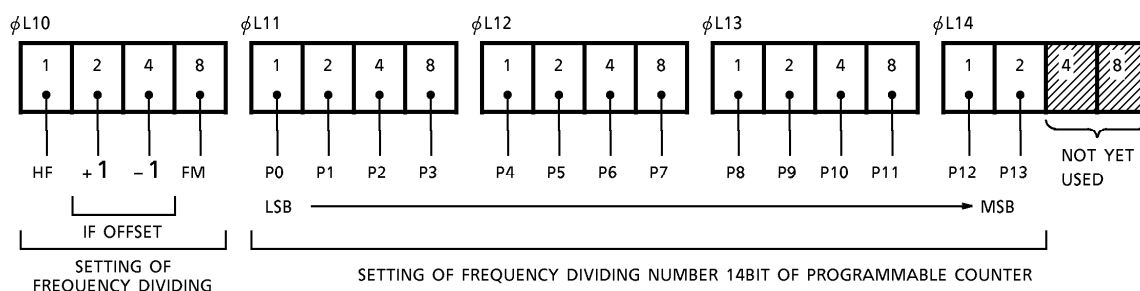 φL10 φL11 φL12 φL13 φL14
1 2 4 8 1 2 4 8 1 2 4 8 1 2 4 8 1 2 4 8
HF +1 −1 FM P0 P1 P2 P3 P4 P5 P6 P7 P8 P9 P10 P11 P12 P13
NOT YET
USED
LSB MSB
IF OFFSET
SETTING OF
FREQUENCY DIVIDING
SETTING OF FREQUENCY DIVIDING NUMBER 14BIT OF PROGRAMMABLE COUNTER